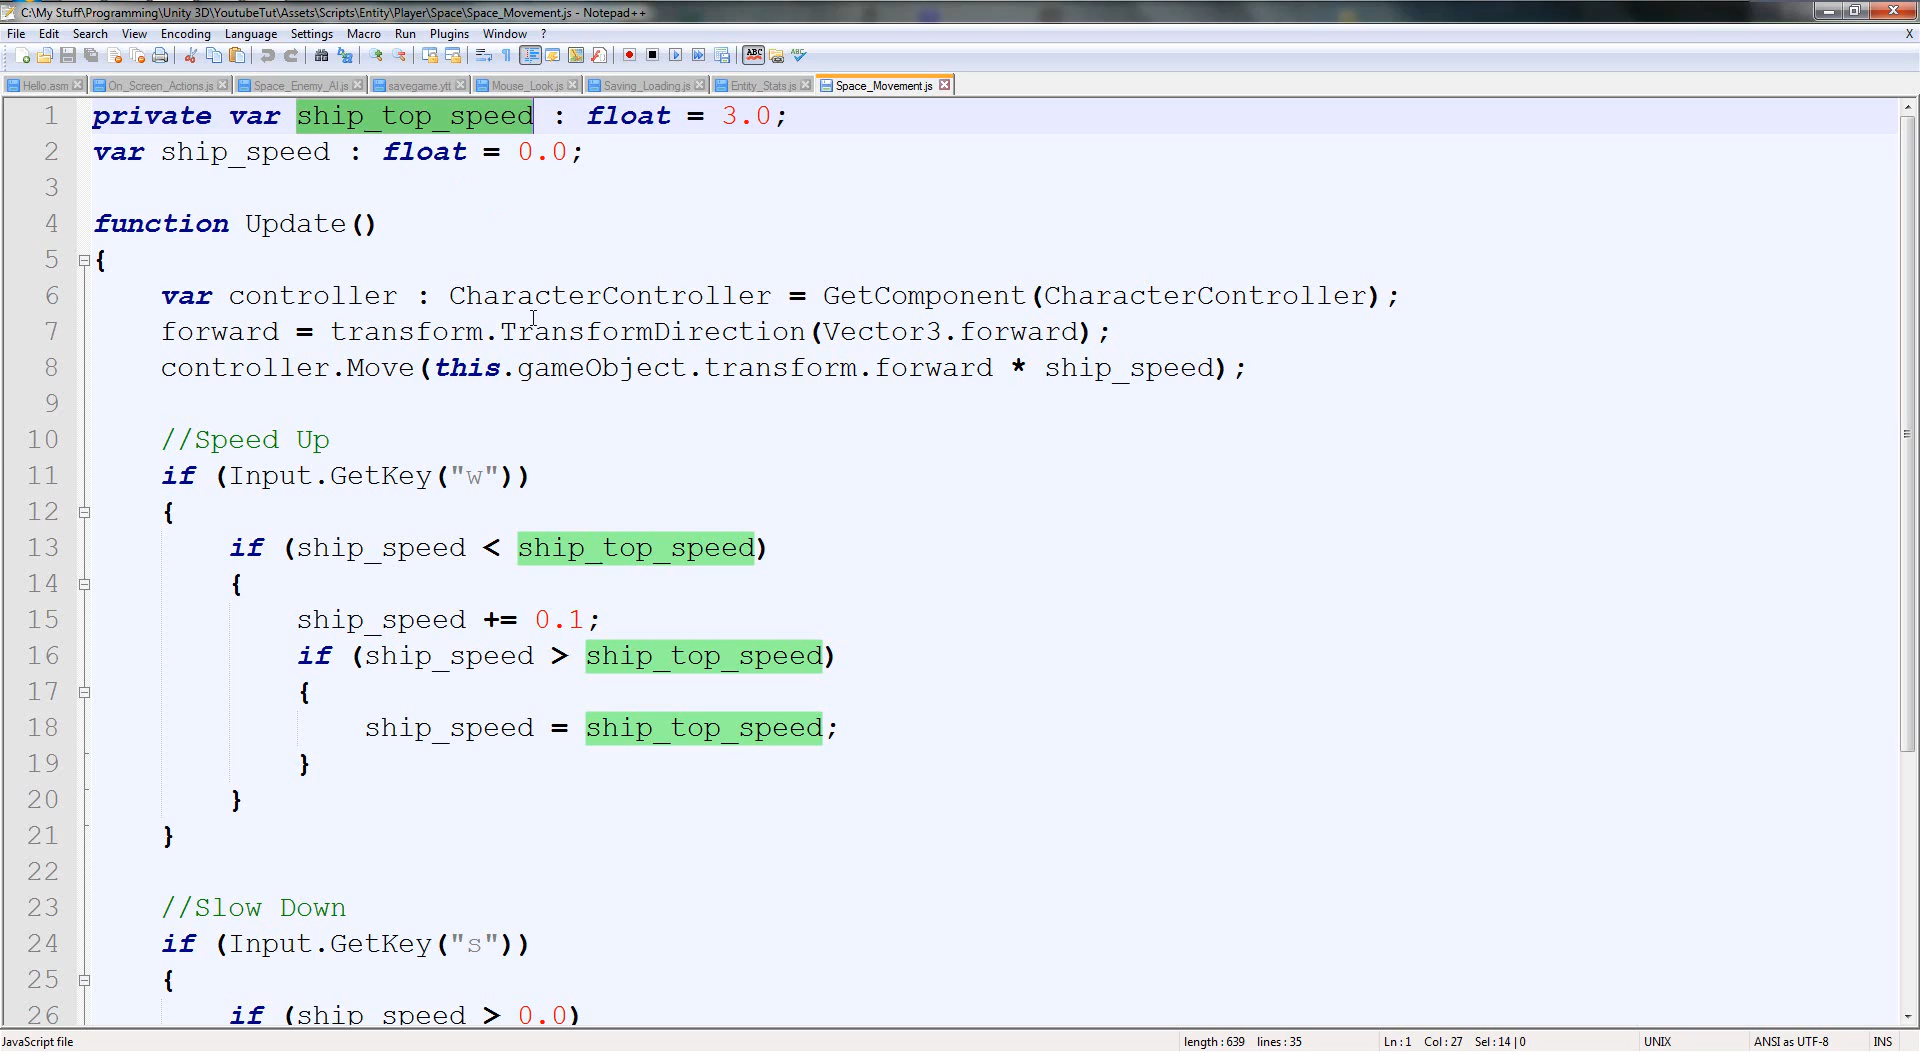 C:\My Stuff\Programming\Unity 3D\YoutubeTut\Assets\Scripts\Entity\Player\Space\Space_Movement.js - Notepad++
File Edit Search View Encoding Language Settings Macro Run Plugins Window ? X
Hello.asm On_Screen_Actions.js Space_Enemy_AI.js savegame.ytt Mouse_Look.js Saving_Loading.js Entity_Stats.js Space_Movement.js
1 private var ship_top_speed : float = 3.0;
2 var ship_speed : float = 0.0;
3
4 function Update()
5 {
6 var controller : CharacterController = GetComponent(CharacterController);
7 forward = transform.TransformDirection(Vector3.forward);
8 controller.Move(this.gameObject.transform.forward * ship_speed);
9
10 //Speed Up
11 if (Input.GetKey("w"))
12 {
13 if (ship_speed < ship_top_speed)
14 {
15 ship_speed += 0.1;
16 if (ship_speed > ship_top_speed)
17 {
18 ship_speed = ship_top_speed;
19 }
20 }
21 }
22
23 //Slow Down
24 if (Input.GetKey("s"))
25 {
26 if (ship_speed > 0.0)
JavaScript file length : 639 lines : 35 Ln : 1 Col : 27 Sel : 14 | 0 UNIX ANSI as UTF-8 INS